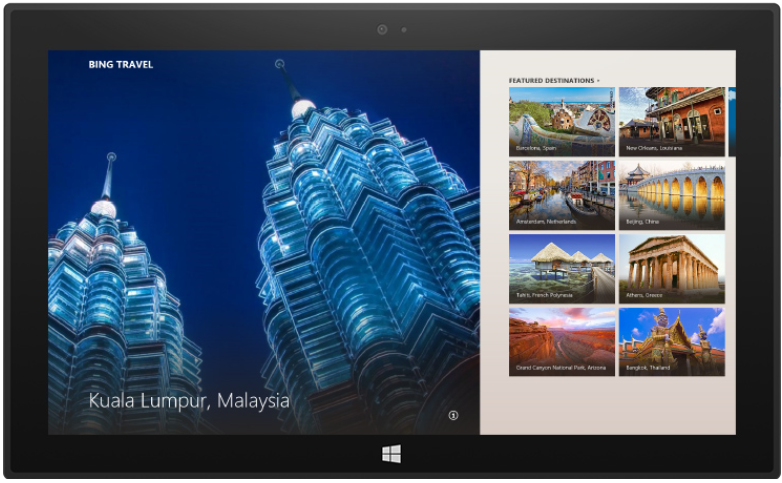 BING TRAVEL
Kuala Lumpur, Malaysia
FEATURED DESTINATIONS
Barcelona, Spain
New Orleans, Louisiana
Amsterdam, Netherlands
Beijing, China
Tahiti, French Polynesia
Athens, Greece
Grand Canyon National Park, Arizona
Bangkok, Thailand